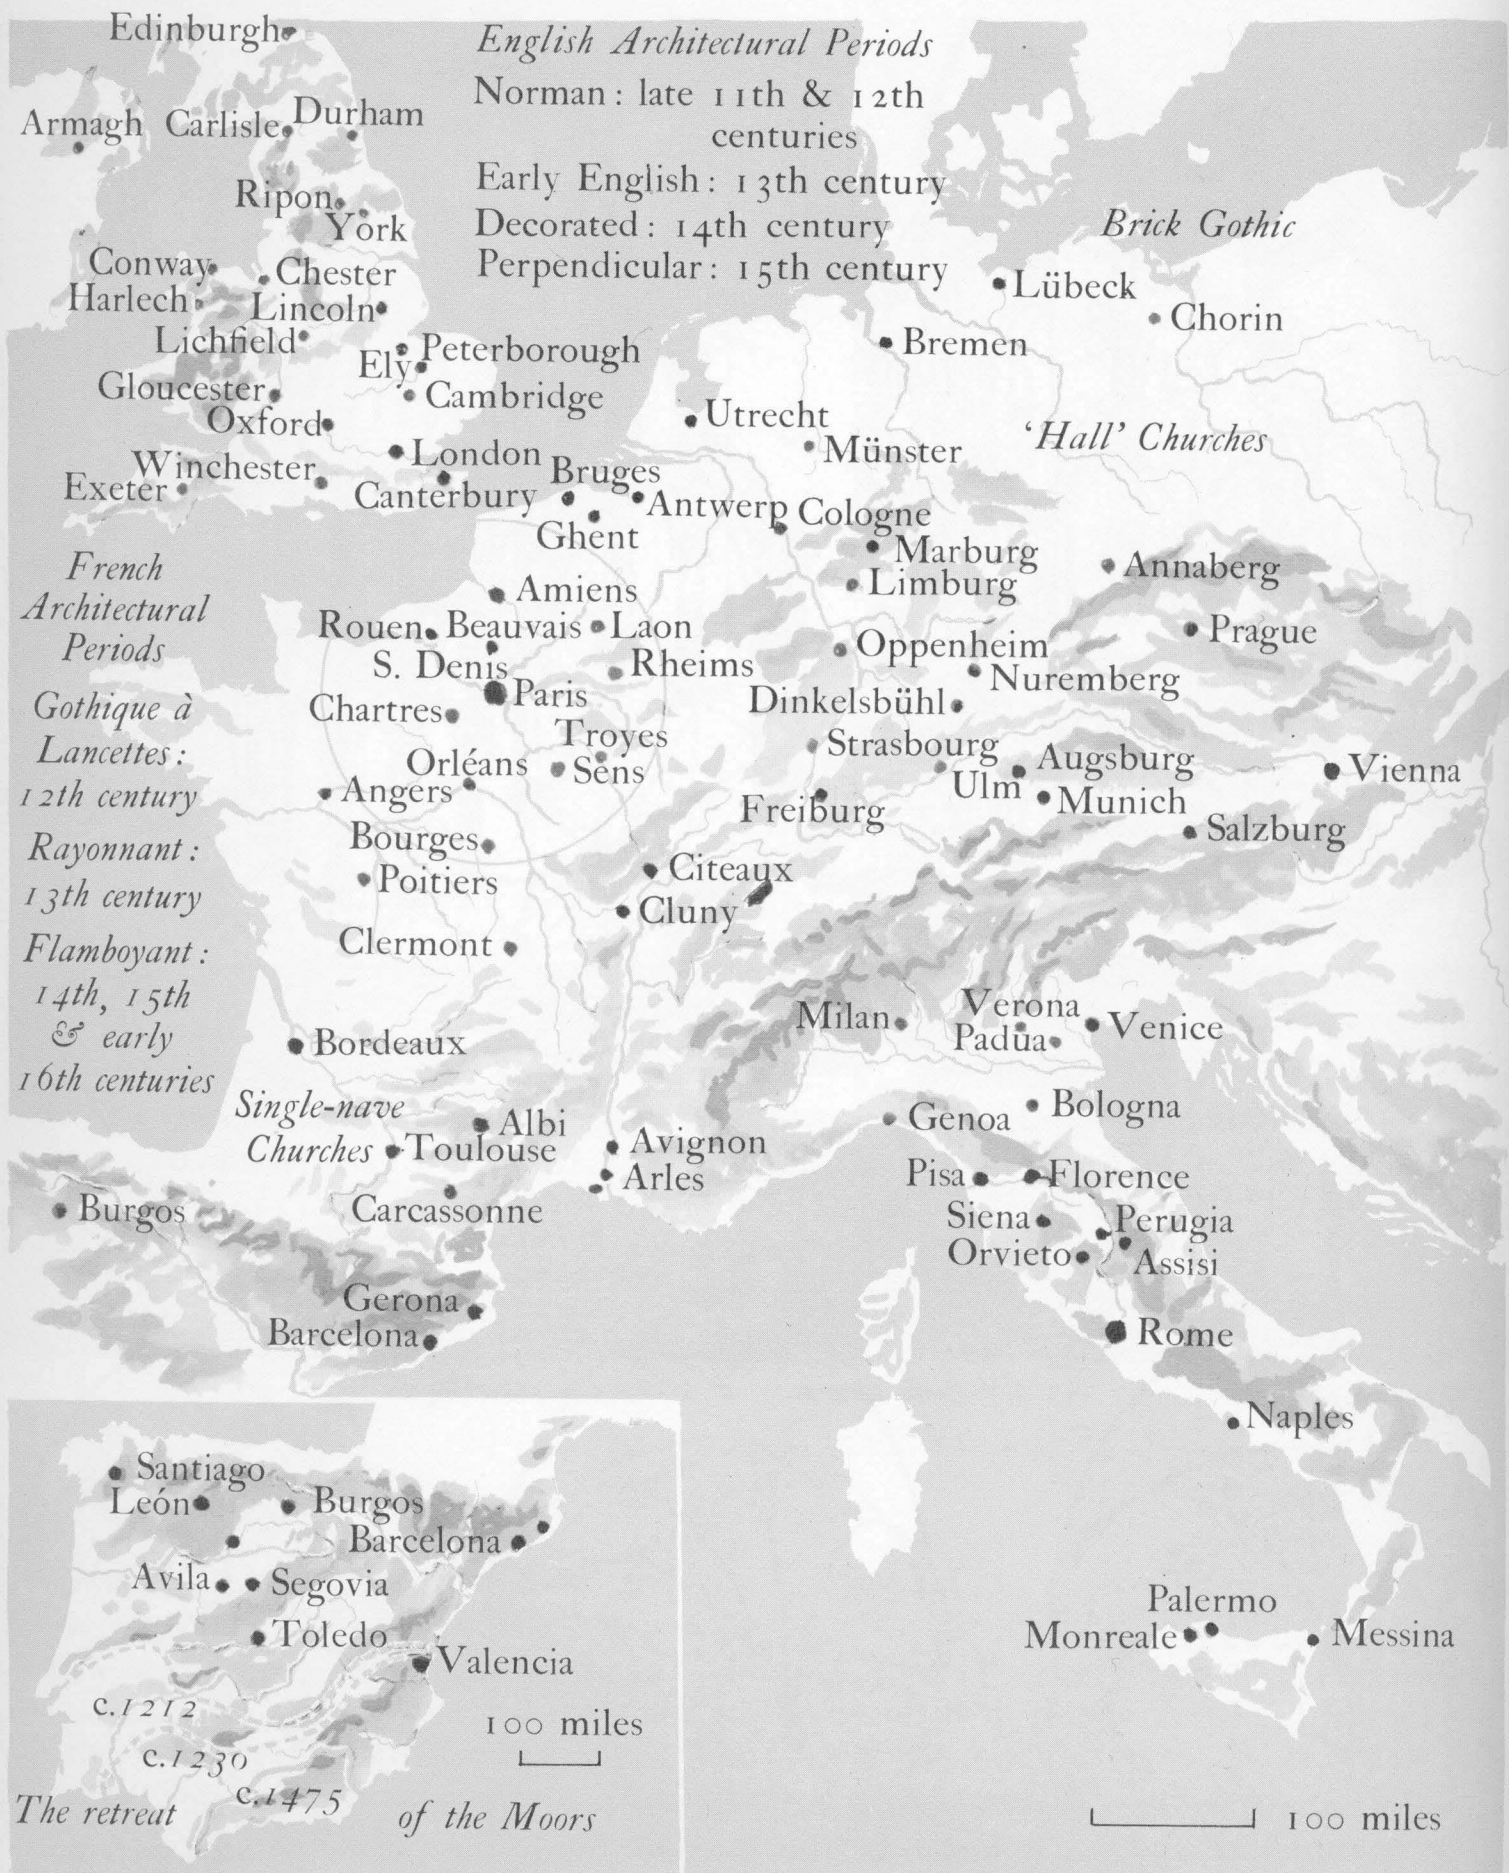 Edinburgh
English Architectural Periods
Norman: late 11th & 12th
centuries
Early English: 13th century
Decorated: 14th century
Perpendicular: 15th century
Armagh
Carlisle
Durham
Ripon
York
Conway
Chester
Harlech
Lincoln
Lichfield
Peterborough
Ely
Gloucester
Cambridge
Oxford
London
Winchester
Exeter
Canterbury
Brick Gothic
Lübeck
Chorin
Bremen
Utrecht
Münster
'Hall' Churches
Bruges
Antwerp
Cologne
Ghent
Marburg
Limburg
Annaberg
French
Architectural
Periods
Gothique à
Lancettes:
12th century
Rayonnant:
13th century
Flamboyant:
14th, 15th
& early
16th centuries
Amiens
Rouen
Beauvais
Laon
S. Denis
Rheims
Paris
Chartres
Troyes
Orléans
Sens
Angers
Bourges
Poitiers
Citeaux
Cluny
Clermont
Bordeaux
Oppenheim
Prague
Nuremberg
Dinkelsbühl
Strasbourg
Augsburg
Ulm
Munich
Vienna
Freiburg
Salzburg
Milan
Verona
Padua
Venice
Single-nave
Churches
Albi
Toulouse
Avignon
Arles
Carcassonne
Genoa
Bologna
Pisa
Florence
Siena
Perugia
Orvieto
Assisi
Burgos
Gerona
Barcelona
Rome
Naples
Palermo
Monreale
Messina
Santiago
León
Burgos
Barcelona
Avila
Segovia
Toledo
Valencia
c.1212
c.1230
c.1475
100 miles
The retreat of the Moors
100 miles